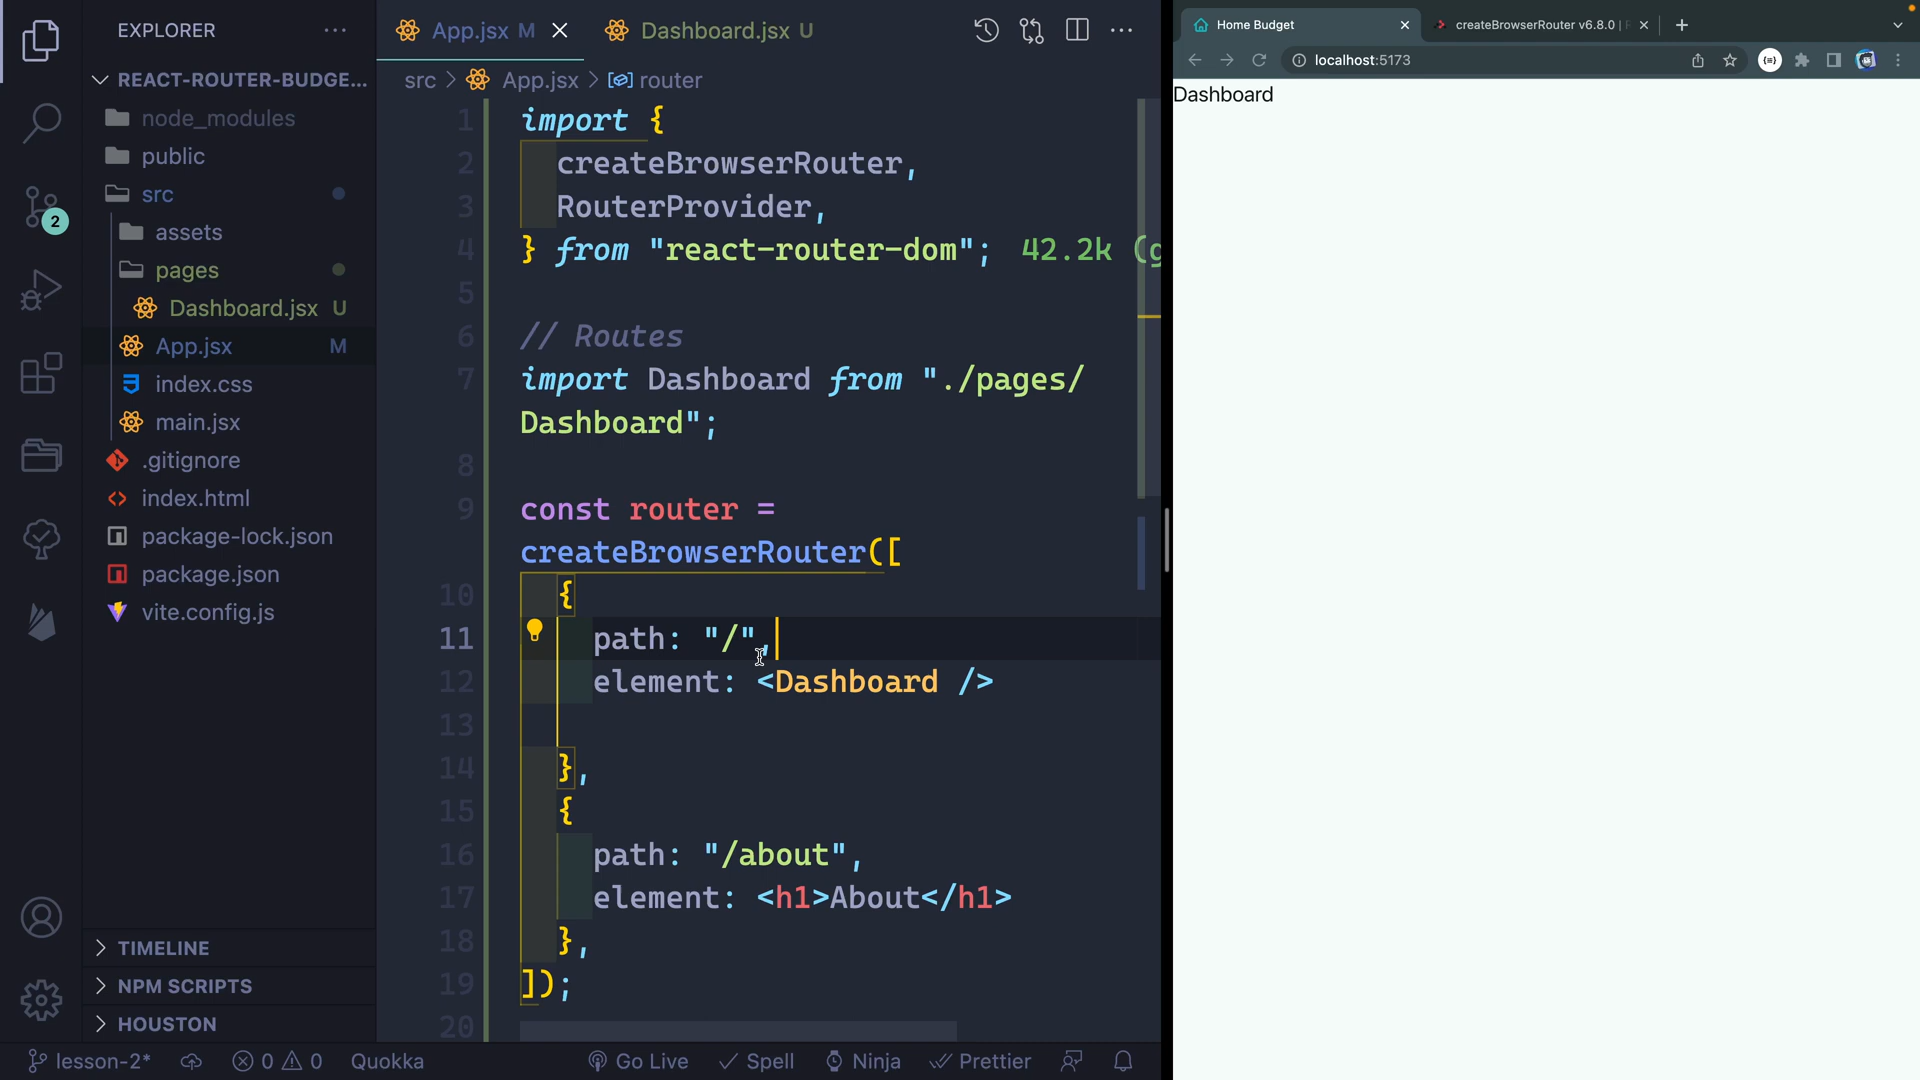 EXPLORER
REACT-ROUTER-BUDGE...
node_modules
public
src
assets
pages
Dashboard.jsx U
App.jsx M
index.css
main.jsx
.gitignore
index.html
package-lock.json
package.json
vite.config.js
TIMELINE
NPM SCRIPTS
HOUSTON
2
App.jsx M
Dashboard.jsx U
src > App.jsx > router
1 import {
2 createBrowserRouter,
3 RouterProvider,
4 } from "react-router-dom"; 42.2k (g
5
6 // Routes
7 import Dashboard from "./pages/
Dashboard";
8
9 const router =
createBrowserRouter([
10 {
11 path: "/",
12 element: <Dashboard />
13
14 },
15 {
16 path: "/about",
17 element: <h1>About</h1>
18 },
19 ]);
20
lesson-2* 0 0 Quokka Go Live Spell Ninja Prettier
Home Budget
createBrowserRouter v6.8.0 |
localhost:5173
Dashboard